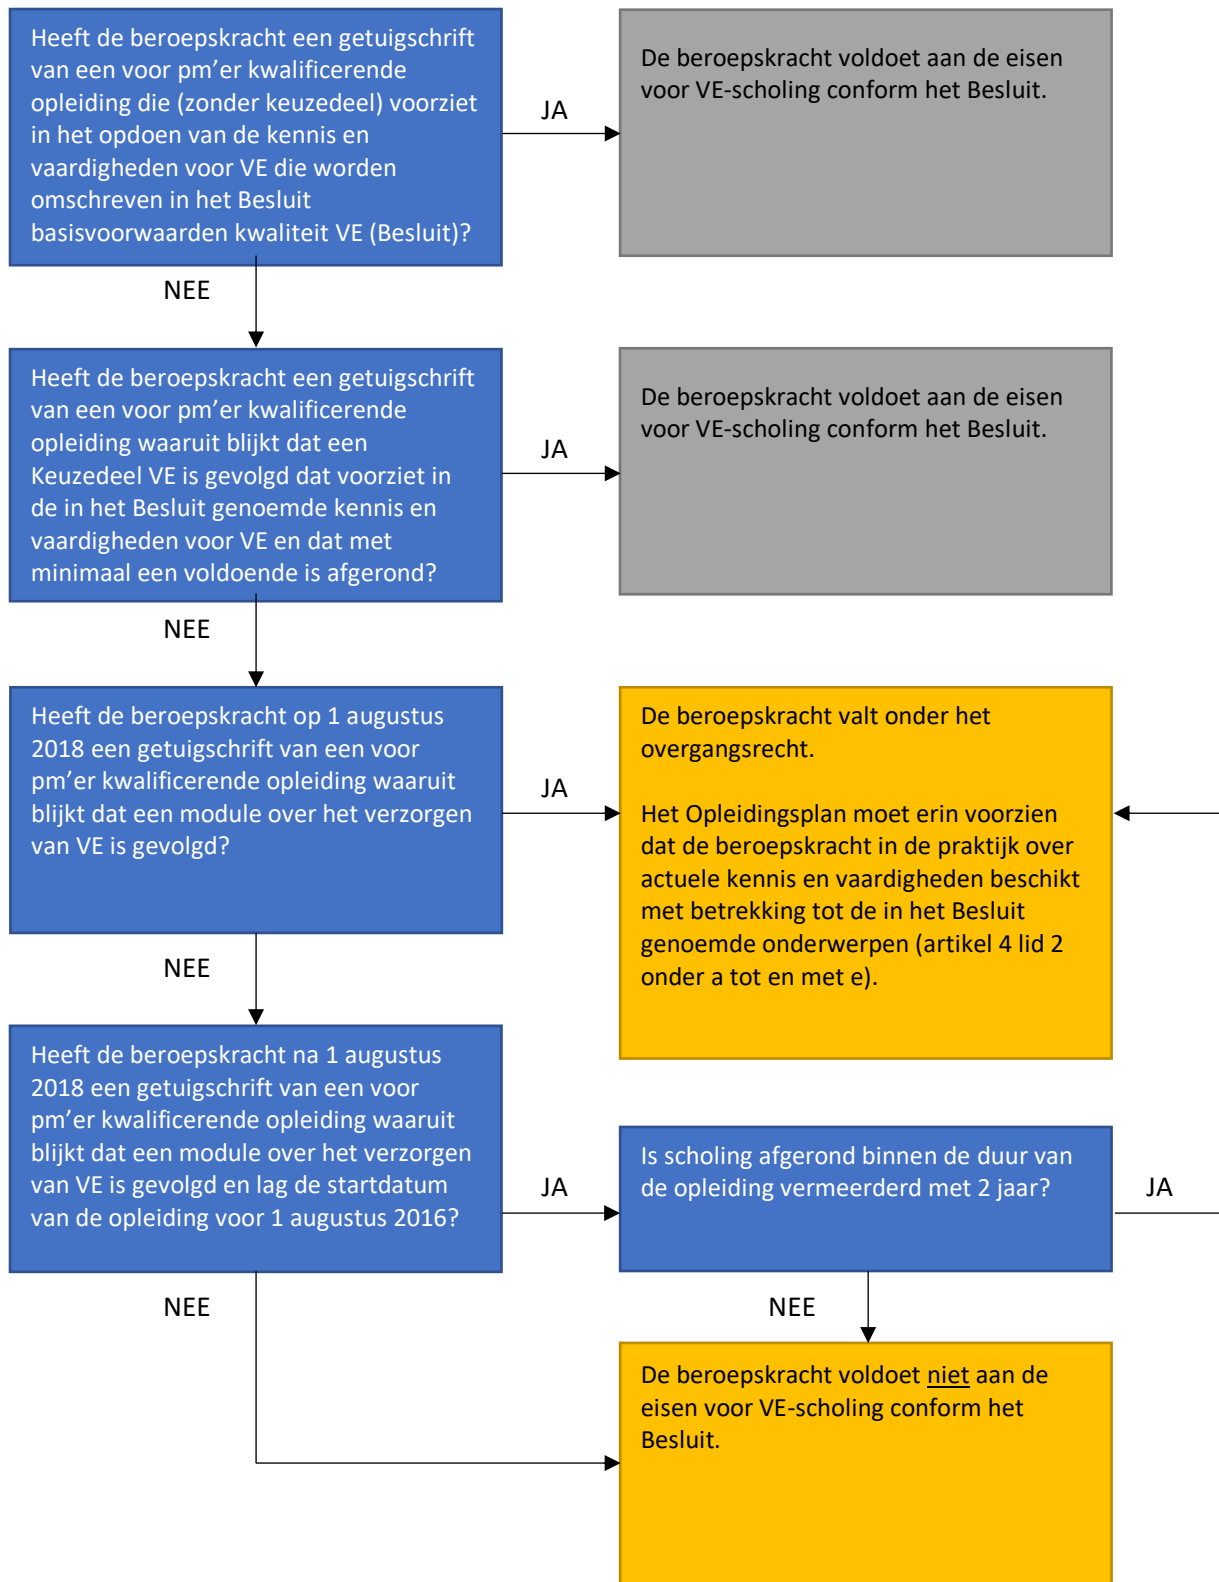 Heeft de beroepskracht een getuigschrift
van een voor pm’er kwalificerende
opleiding die (zonder keuzedeel) voorziet
in het opdoen van de kennis en
vaardigheden voor VE die worden
omschreven in het Besluit
basisvoorwaarden kwaliteit VE (Besluit)?
JA
De beroepskracht voldoet aan de eisen
voor VE-scholing conform het Besluit.
NEE
Heeft de beroepskracht een getuigschrift
van een voor pm’er kwalificerende
opleiding waaruit blijkt dat een
Keuzedeel VE is gevolgd dat voorziet in
de in het Besluit genoemde kennis en
vaardigheden voor VE en dat met
minimaal een voldoende is afgerond?
JA
De beroepskracht voldoet aan de eisen
voor VE-scholing conform het Besluit.
NEE
Heeft de beroepskracht op 1 augustus
2018 een getuigschrift van een voor
pm’er kwalificerende opleiding waaruit
blijkt dat een module over het verzorgen
van VE is gevolgd?
JA
De beroepskracht valt onder het
overgangsrecht.
Het Opleidingsplan moet erin voorzien
dat de beroepskracht in de praktijk over
actuele kennis en vaardigheden beschikt
met betrekking tot de in het Besluit
genoemde onderwerpen (artikel 4 lid 2
onder a tot en met e).
NEE
Heeft de beroepskracht na 1 augustus
2018 een getuigschrift van een voor
pm’er kwalificerende opleiding waaruit
blijkt dat een module over het verzorgen
van VE is gevolgd en lag de startdatum
van de opleiding voor 1 augustus 2016?
JA
Is scholing afgerond binnen de duur van
de opleiding vermeerderd met 2 jaar?
JA
NEE
NEE
De beroepskracht voldoet niet aan de
eisen voor VE-scholing conform het
Besluit.